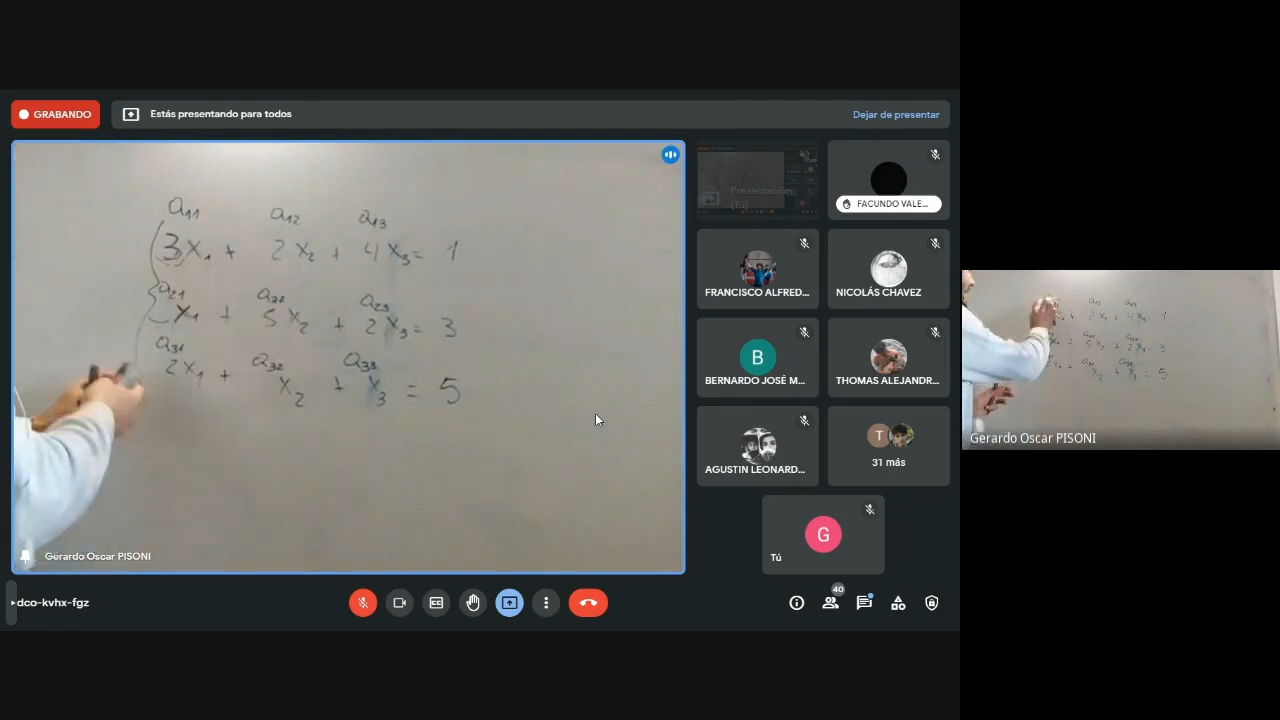 GRABANDO
Estás presentando para todos
Dejar de presentar
a11 a12 a13
3x1 + 2x2 + 4x3 = 1
a21 a22 a23
x1 + 5x2 + 2x3 = 3
a31 a32 a33
2x1 + x2 + x3 = 5
Gerardo Oscar PISONI
Presentación
(Tú)
FACUNDO VALE...
FRANCISCO ALFRED...
NICOLÁS CHAVEZ
B
BERNARDO JOSÉ M...
THOMAS ALEJANDR...
AGUSTIN LEONARD...
T
31 más
G
Tú
dco-kvhx-fgz
40
Gerardo Oscar PISONI